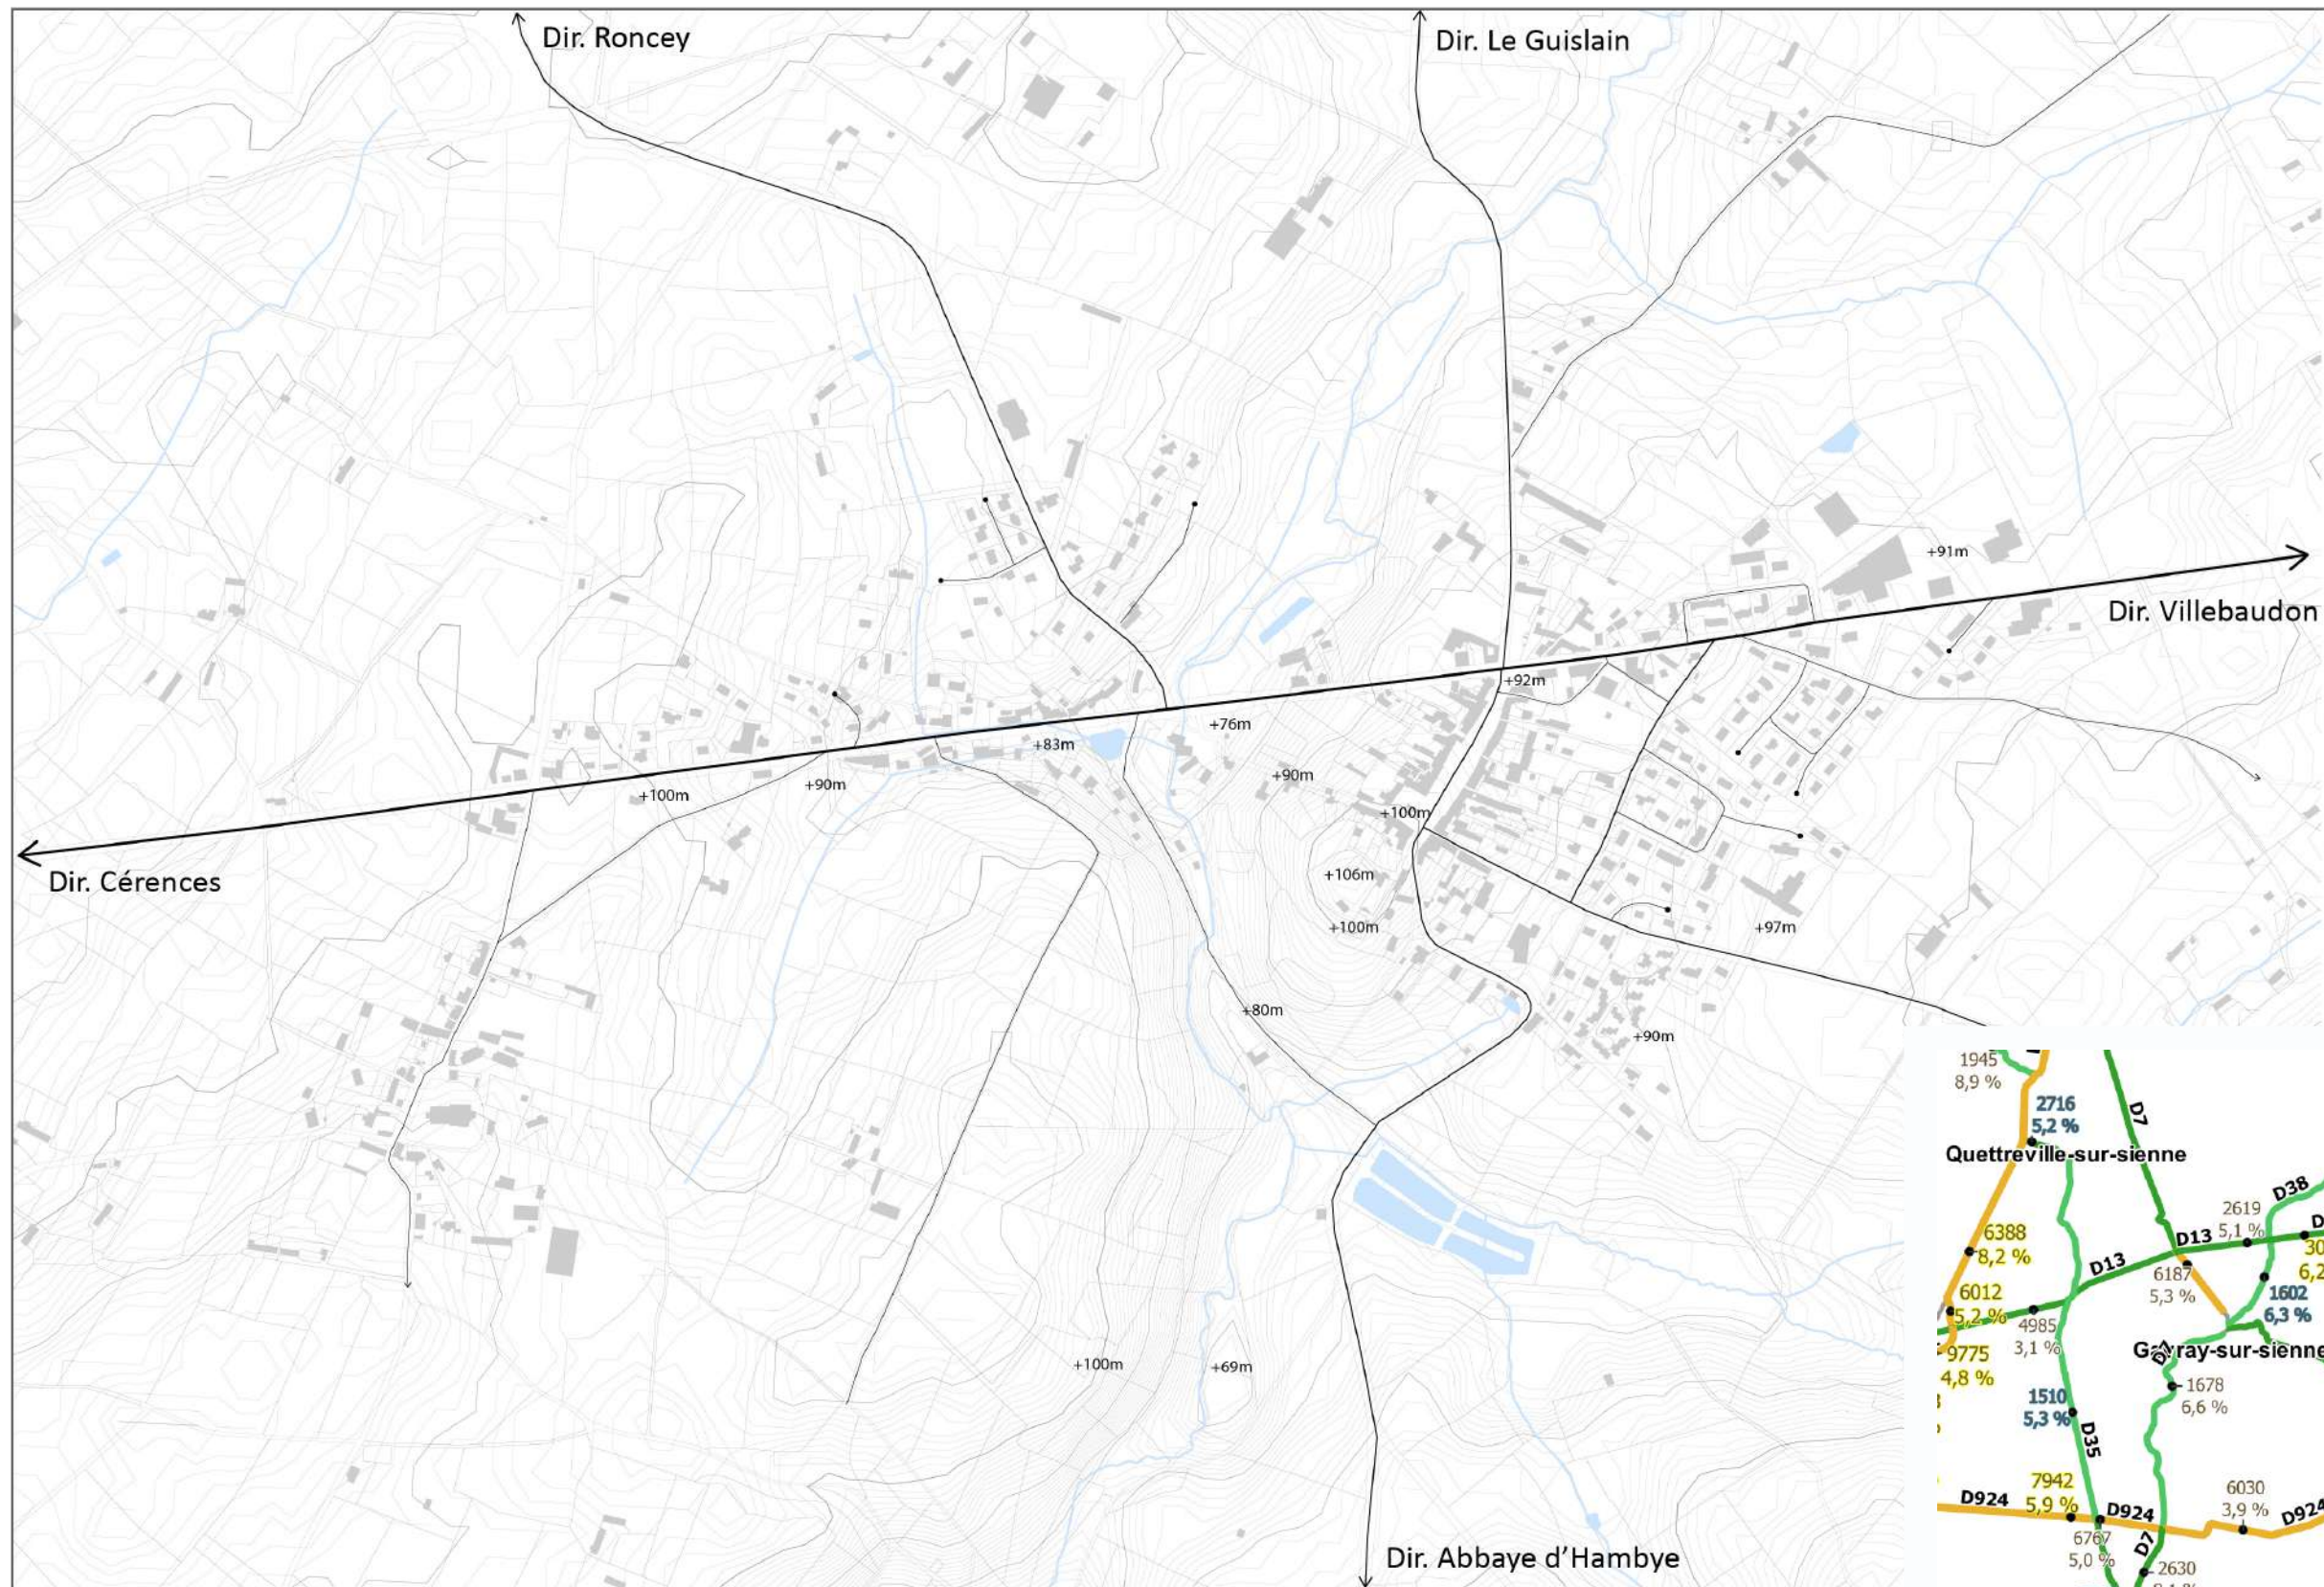 Dir. Roncey
Dir. Le Guislain
+91m
Dir. Villebaudon
+92m
+76m
+83m
+90m
+90m
+100m
+100m
Dir. Cérences
+106m
+100m
+97m
+80m
+90m
+100m
+69m
Dir. Abbaye d'Hambye
1945
8,9 %
2716
5,2 %
D7
Quettreville-sur-sienne
D38
2619
5,1 %
D13
6388
8,2 %
D13
6187
5,3 %
6012
5,2 %
1602
6,3 %
4985
3,1 %
Gavray-sur-sienne
9775
4,8 %
1678
6,6 %
1510
5,3 %
D35
7942
5,9 %
6030
3,9 %
D924
D924
D924
6767
5,0 %
D7
2630